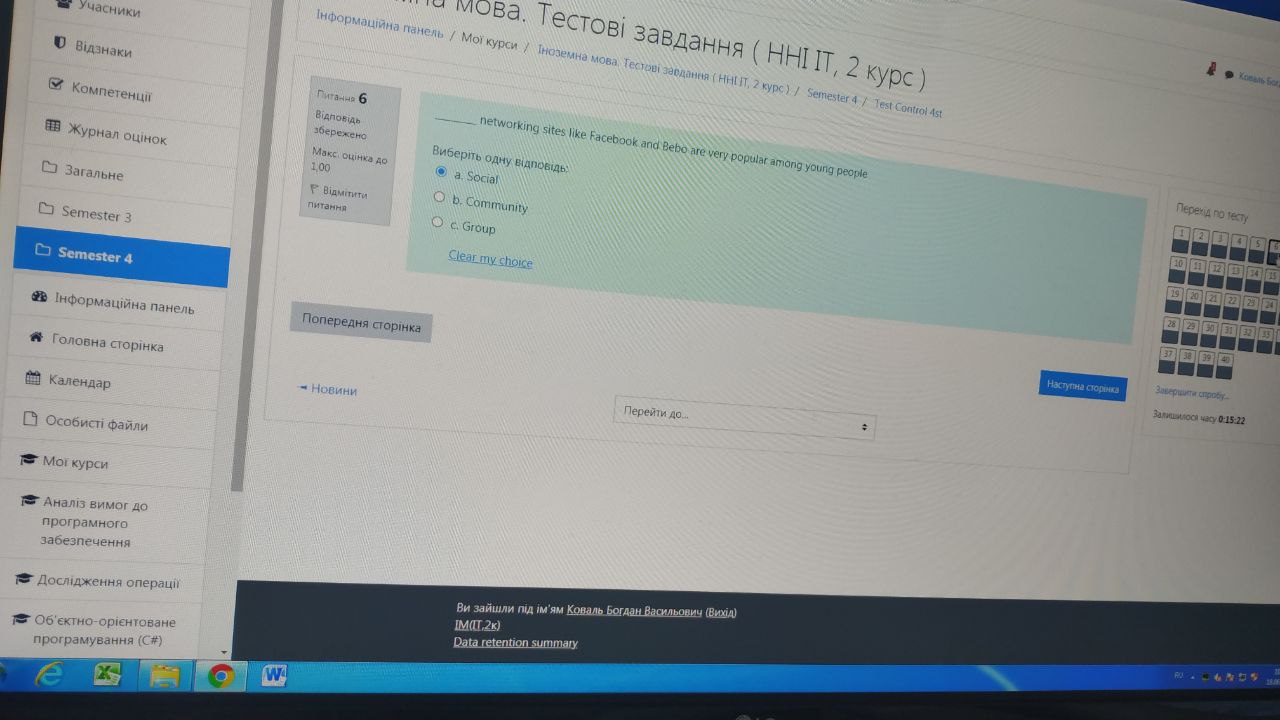 мова. Тестові завдання ( ННІ ІТ, 2 курс )
Інформаційна панель / Мої курси / Іноземна мова. Тестові завдання ( ННІ ІТ, 2 курс ) / Semester 4 / Test Control 4st
Коваль
Учасники
Відзнаки
Компетенції
Журнал оцінок
Загальне
Semester 3
Semester 4
Інформаційна панель
Головна сторінка
Календар
Особисті файли
Мої курси
Аналіз вимог до
програмного
забезпечення
Дослідження операції
Об'єктно-орієнтоване
програмування (C#)
Питання 6
Відповідь
збережено
Макс. оцінка до
1,00
Відмітити
питання
_______ networking sites like Facebook and Bebo are very popular among young people
Виберіть одну відповідь:
a. Social
b. Community
c. Group
Clear my choice
Попередня сторінка
Наступна сторінка
Новини
Перейти до...
Перехід по тесту
1 2 3 4 5 6
10 11 12 13 14 15
19 20 21 22 23 24
28 29 30 31 32 33
37 38 39 40
Завершити спробу...
Залишилося часу 0:15:22
Ви зайшли під ім'ям Коваль Богдан Васильович (Вихід)
ІМ(ІТ,2к)
Data retention summary
RU